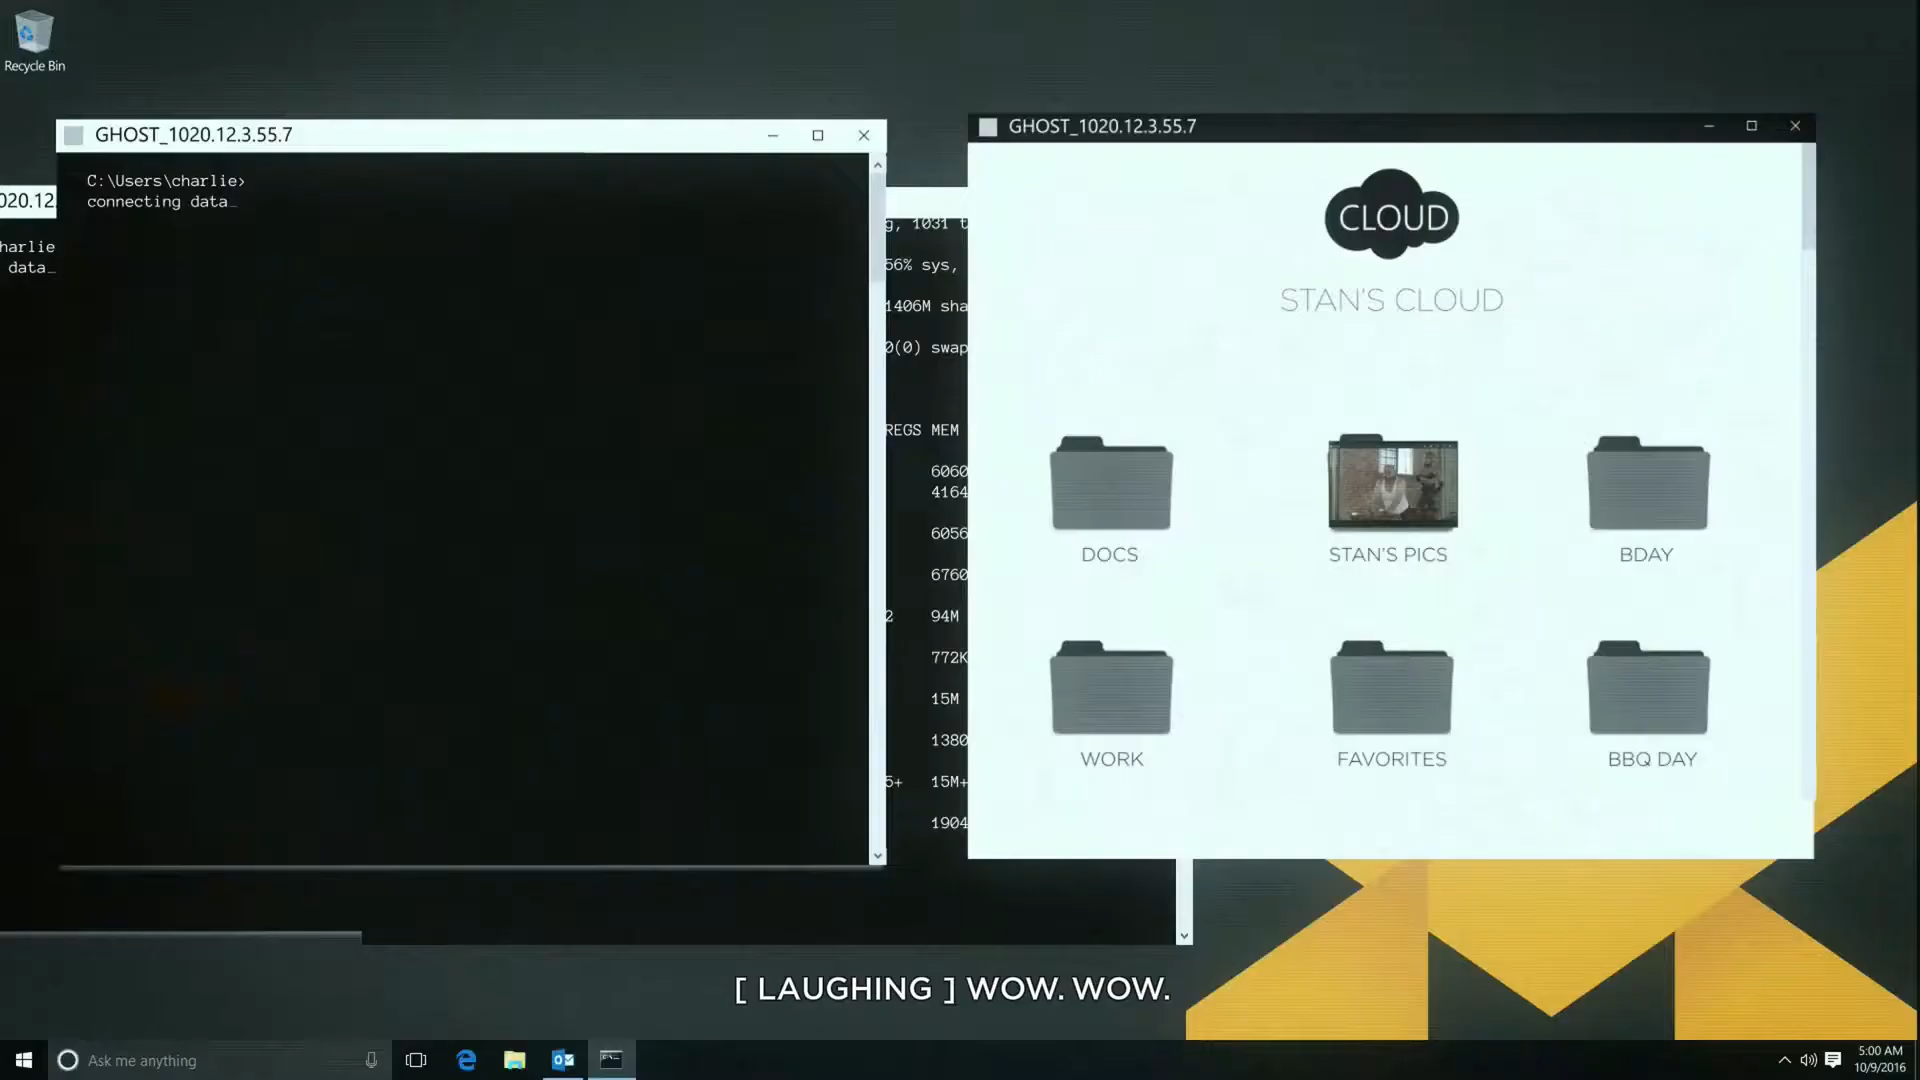 Recycle Bin
GHOST_1020.12.3.55.7
C:\Users\charlie>
connecting data_
020.12.
harlie
data_
g, 1031 t
56% sys,
1406M sha
0(0) swap
REGS MEM
6060
4164
6056
6760
2 94M
772K
15M
1380
5+ 15M+
1904
GHOST_1020.12.3.55.7
CLOUD
STAN'S CLOUD
DOCS
STAN'S PICS
BDAY
WORK
FAVORITES
BBQ DAY
[ LAUGHING ] WOW. WOW.
Ask me anything
5:00 AM
10/9/2016